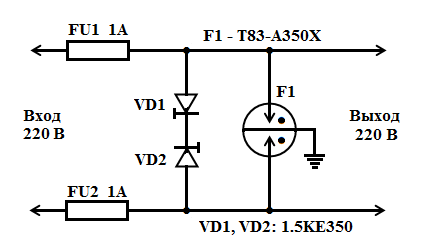 FU1 1A
F1 - T83-A350X
VD1
F1
Вход
220 В
Выход
220 В
VD2
FU2 1A
VD1, VD2: 1.5KE350